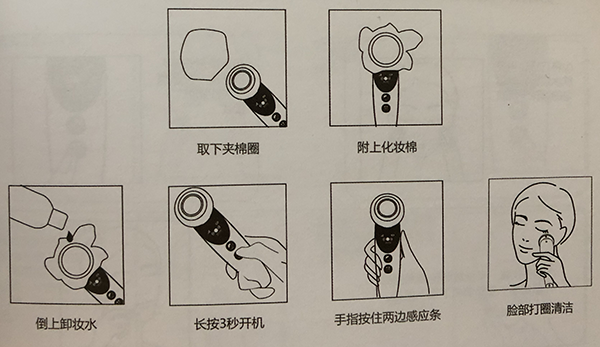 取下夹棉圈
附上化妆棉
倒上卸妆水
长按3秒开机
手指按住两边感应条
脸部打圈清洁